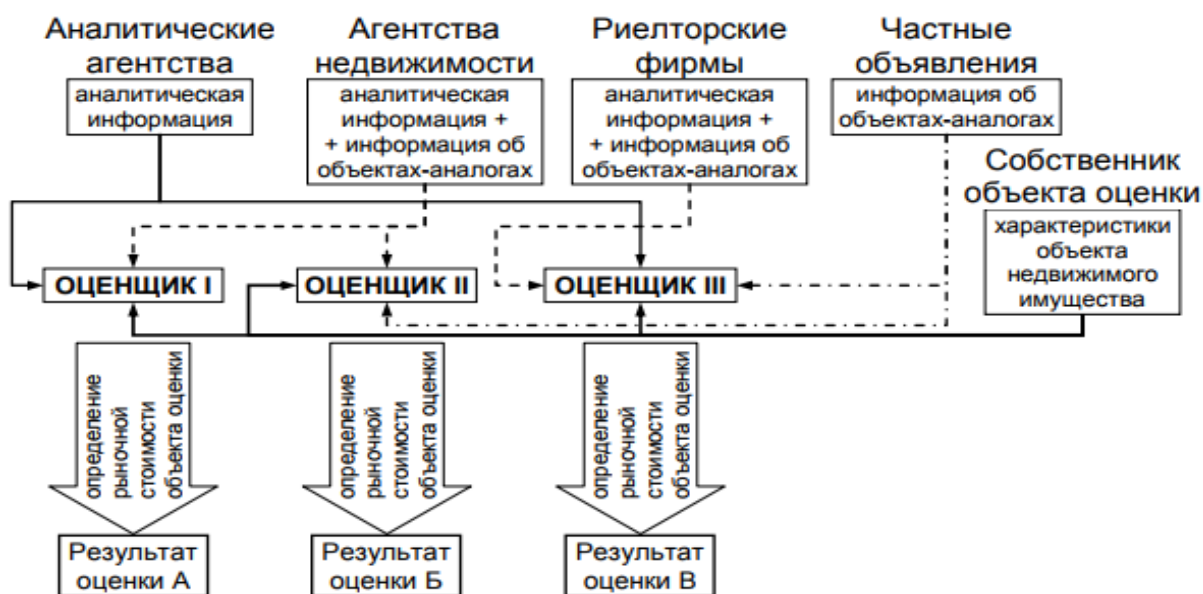 Аналитические
агентства
аналитическая
информация
Агентства
недвижимости
аналитическая
информация +
+ информация об
объектах-аналогах
Риелторские
фирмы
аналитическая
информация +
+ информация об
объектах-аналогах
Частные
объявления
информация об
объектах-аналогах
Собственник
объекта оценки
характеристики
объекта
недвижимого
имущества
ОЦЕНЩИК I
ОЦЕНЩИК II
ОЦЕНЩИК III
определение
рыночной
стоимости
объекта оценки
определение
рыночной
стоимости
объекта оценки
определение
рыночной
стоимости
объекта оценки
Результат
оценки А
Результат
оценки Б
Результат
оценки В